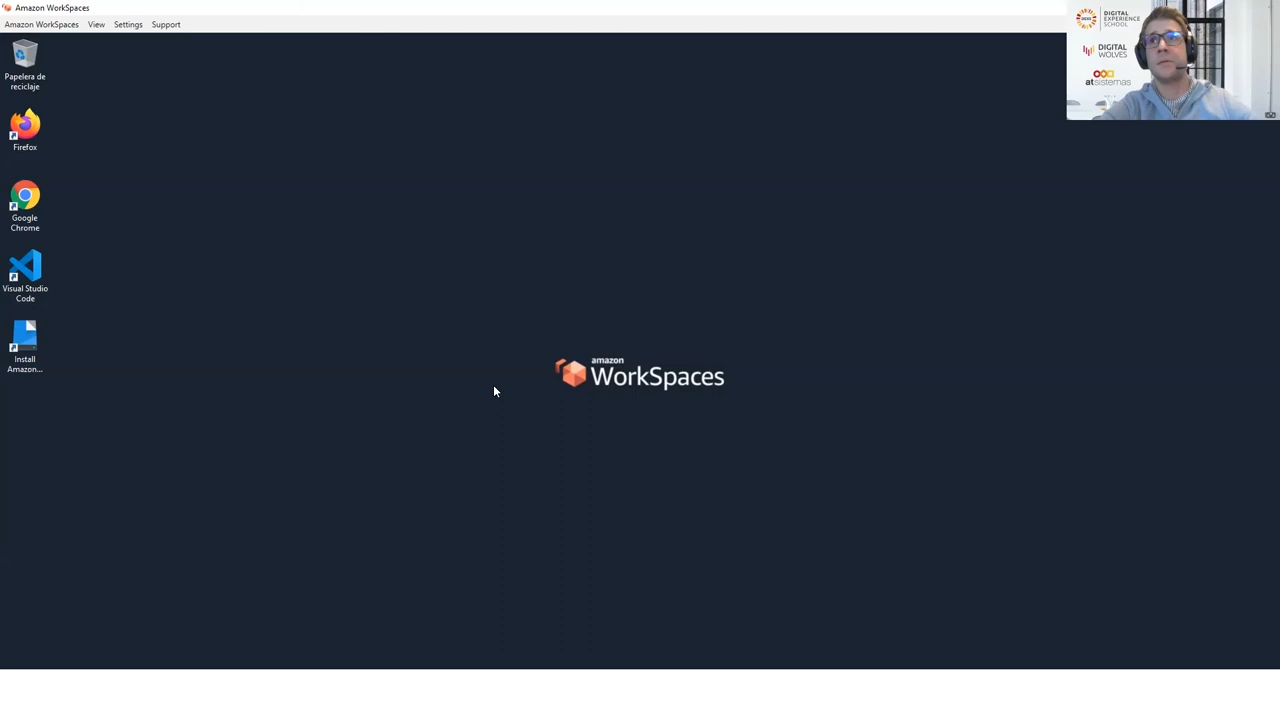 Amazon WorkSpaces
Amazon WorkSpaces View Settings Support
Papelera de
reciclaje
Firefox
Google
Chrome
Visual Studio
Code
Install
Amazon...
amazon
WorkSpaces
DIGITAL
EXPERIENCE
SCHOOL
DIGITAL
WOLVES
atsistemas